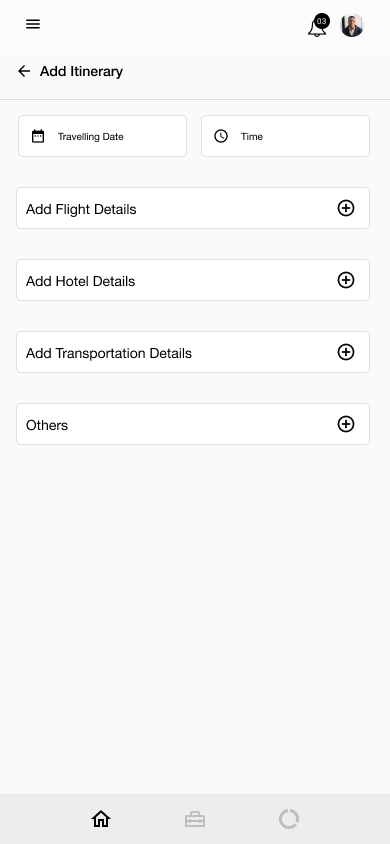 03
Add Itinerary
Travelling Date
Time
Add Flight Details
Add Hotel Details
Add Transportation Details
Others